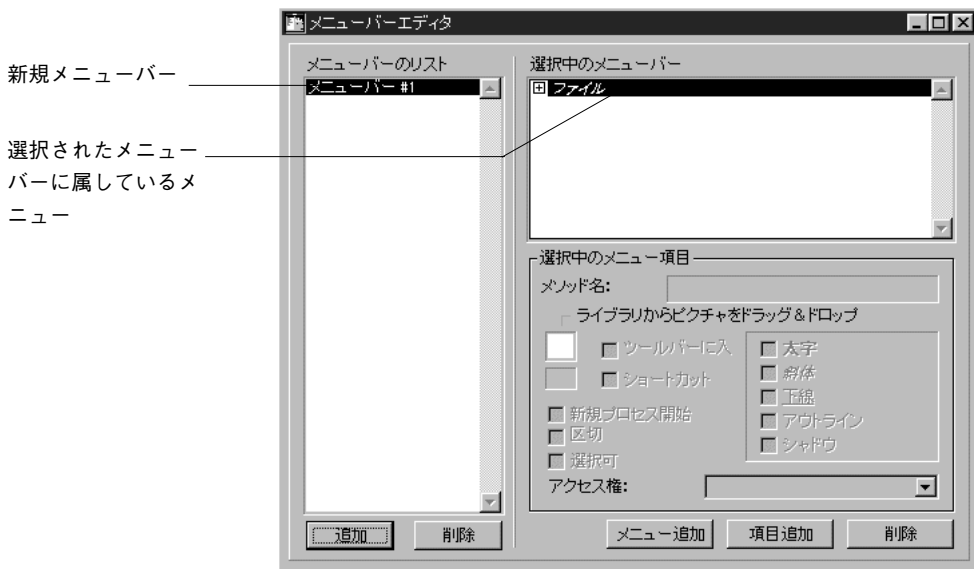 メニューバーエディタ
新規メニューバー
選択されたメニュー
バーに属しているメ
ニュー
メニューバーのリスト
メニューバー #1
追加
削除
選択中のメニューバー
ファイル
選択中のメニュー項目
メソッド名:
ライブラリからピクチャをドラッグ&ドロップ
ツールバーに入
ショートカット
新規プロセス開始
区切
選択可
太字
斜体
下線
アウトライン
シャドウ
アクセス権:
メニュー追加
項目追加
削除